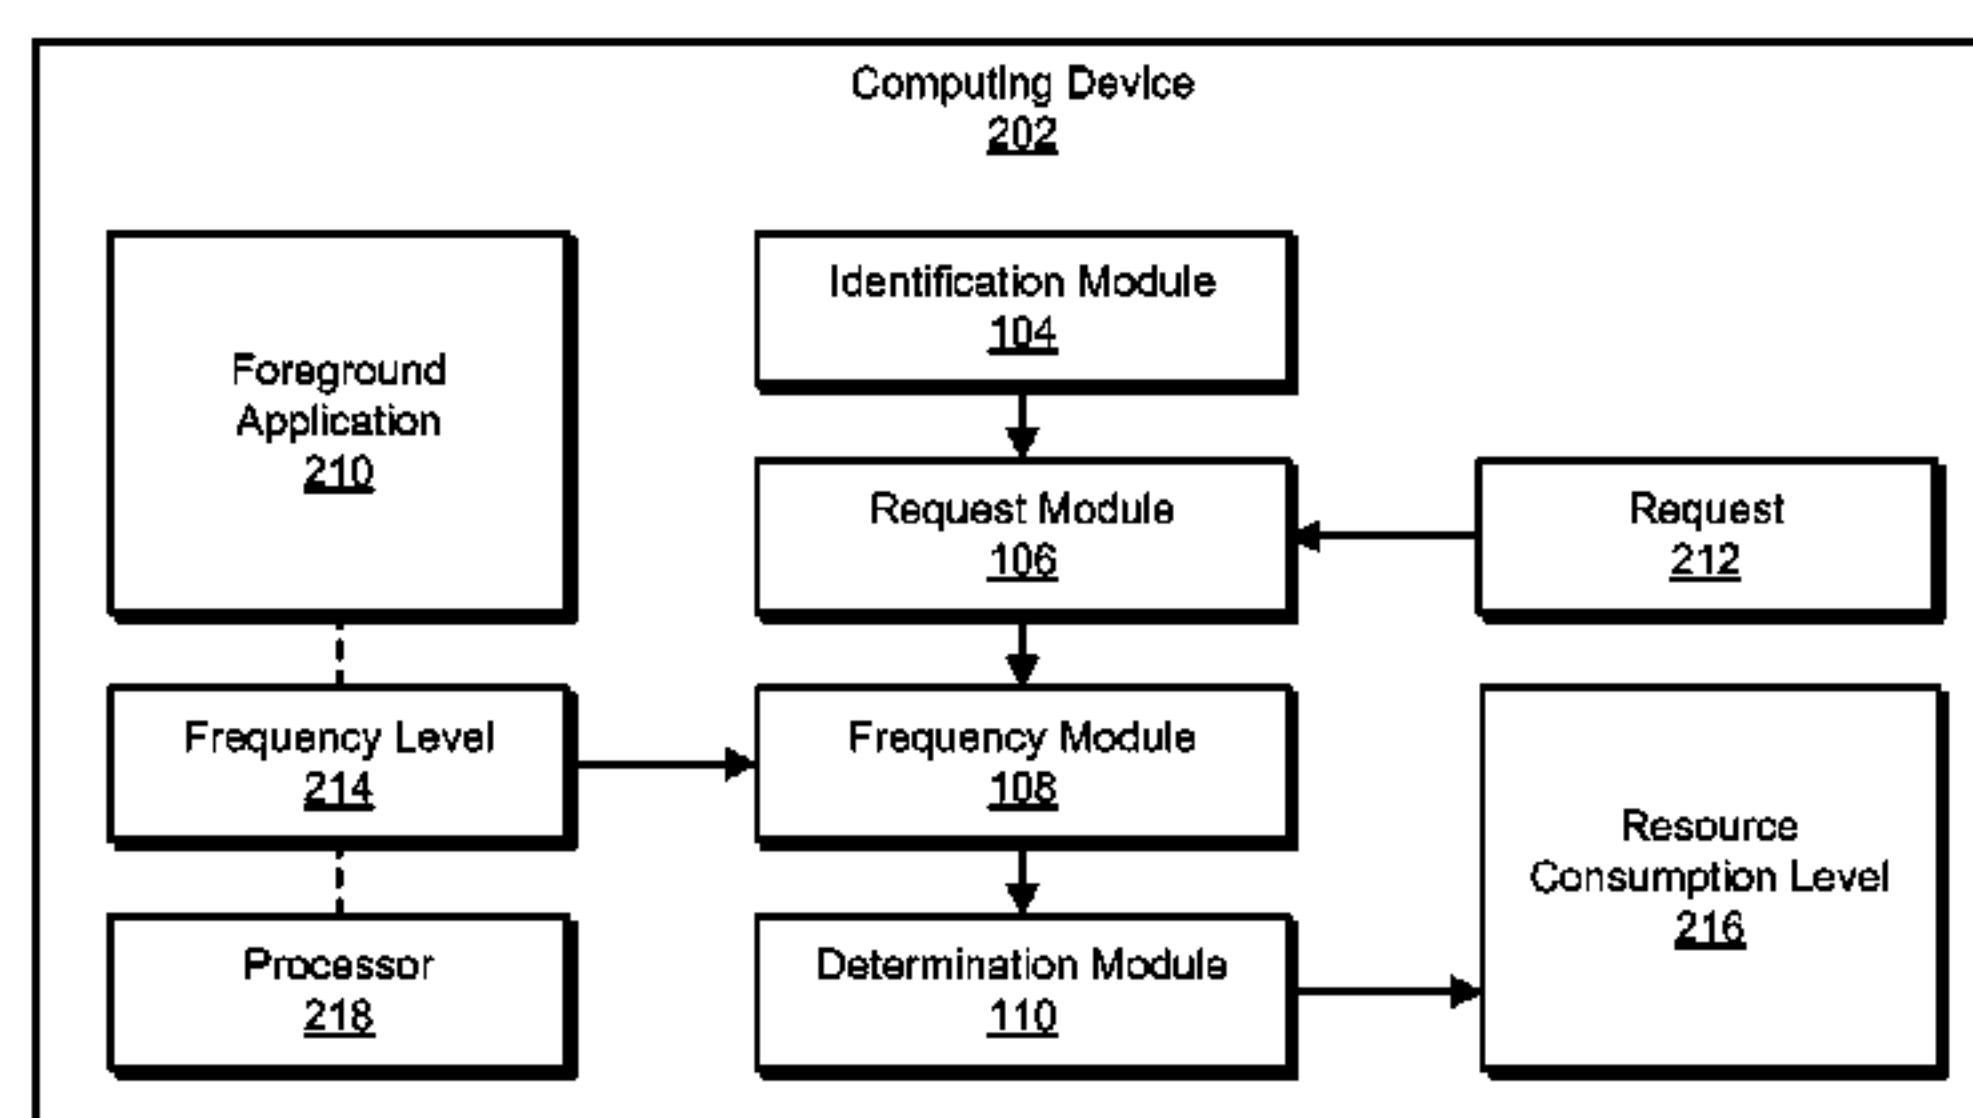 Computing Device
202
Foreground
Application
210
Identification Module
104
Request Module
106
Request
212
Frequency Level
214
Frequency Module
108
Resource
Consumption Level
216
Processor
218
Determination Module
110